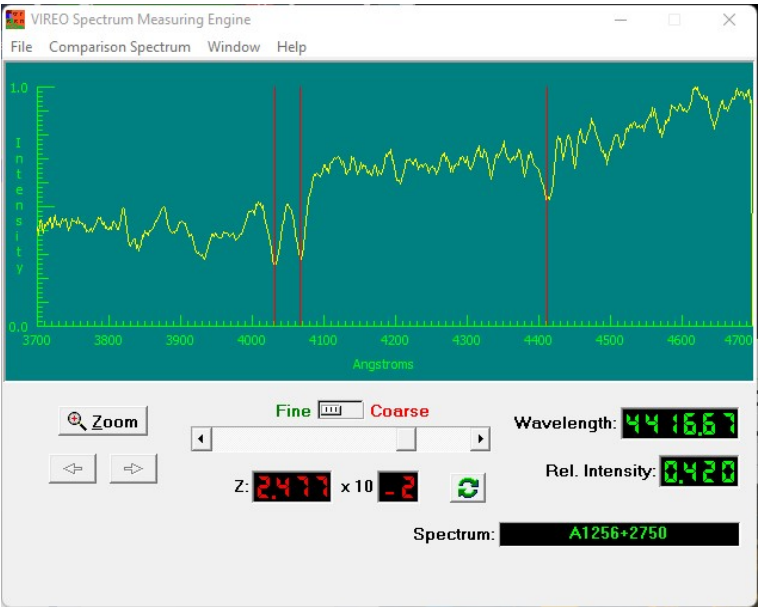 VIREO Spectrum Measuring Engine
File Comparison Spectrum Window Help
1.0
Intensity
0.0
3700 3800 3900 4000 4100 4200 4300 4400 4500 4600 4700
Angstroms
Fine Coarse
Zoom
Wavelength: 4416.67
Rel. Intensity: 0.420
Z: 2.477 x 10 -2
Spectrum: A1256+2750